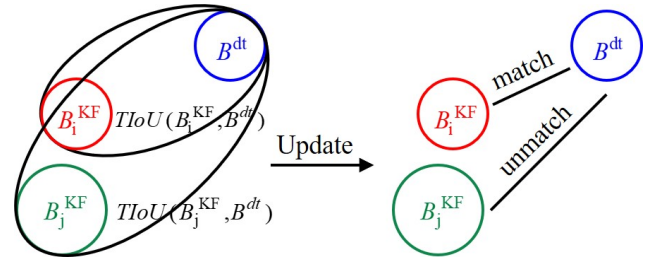 B^dt
B_i^KF TIoU(B_i^KF,B^dt)
B_j^KF TIoU(B_j^KF,B^dt)
Update
match
B^dt
B_i^KF
unmatch
B_j^KF